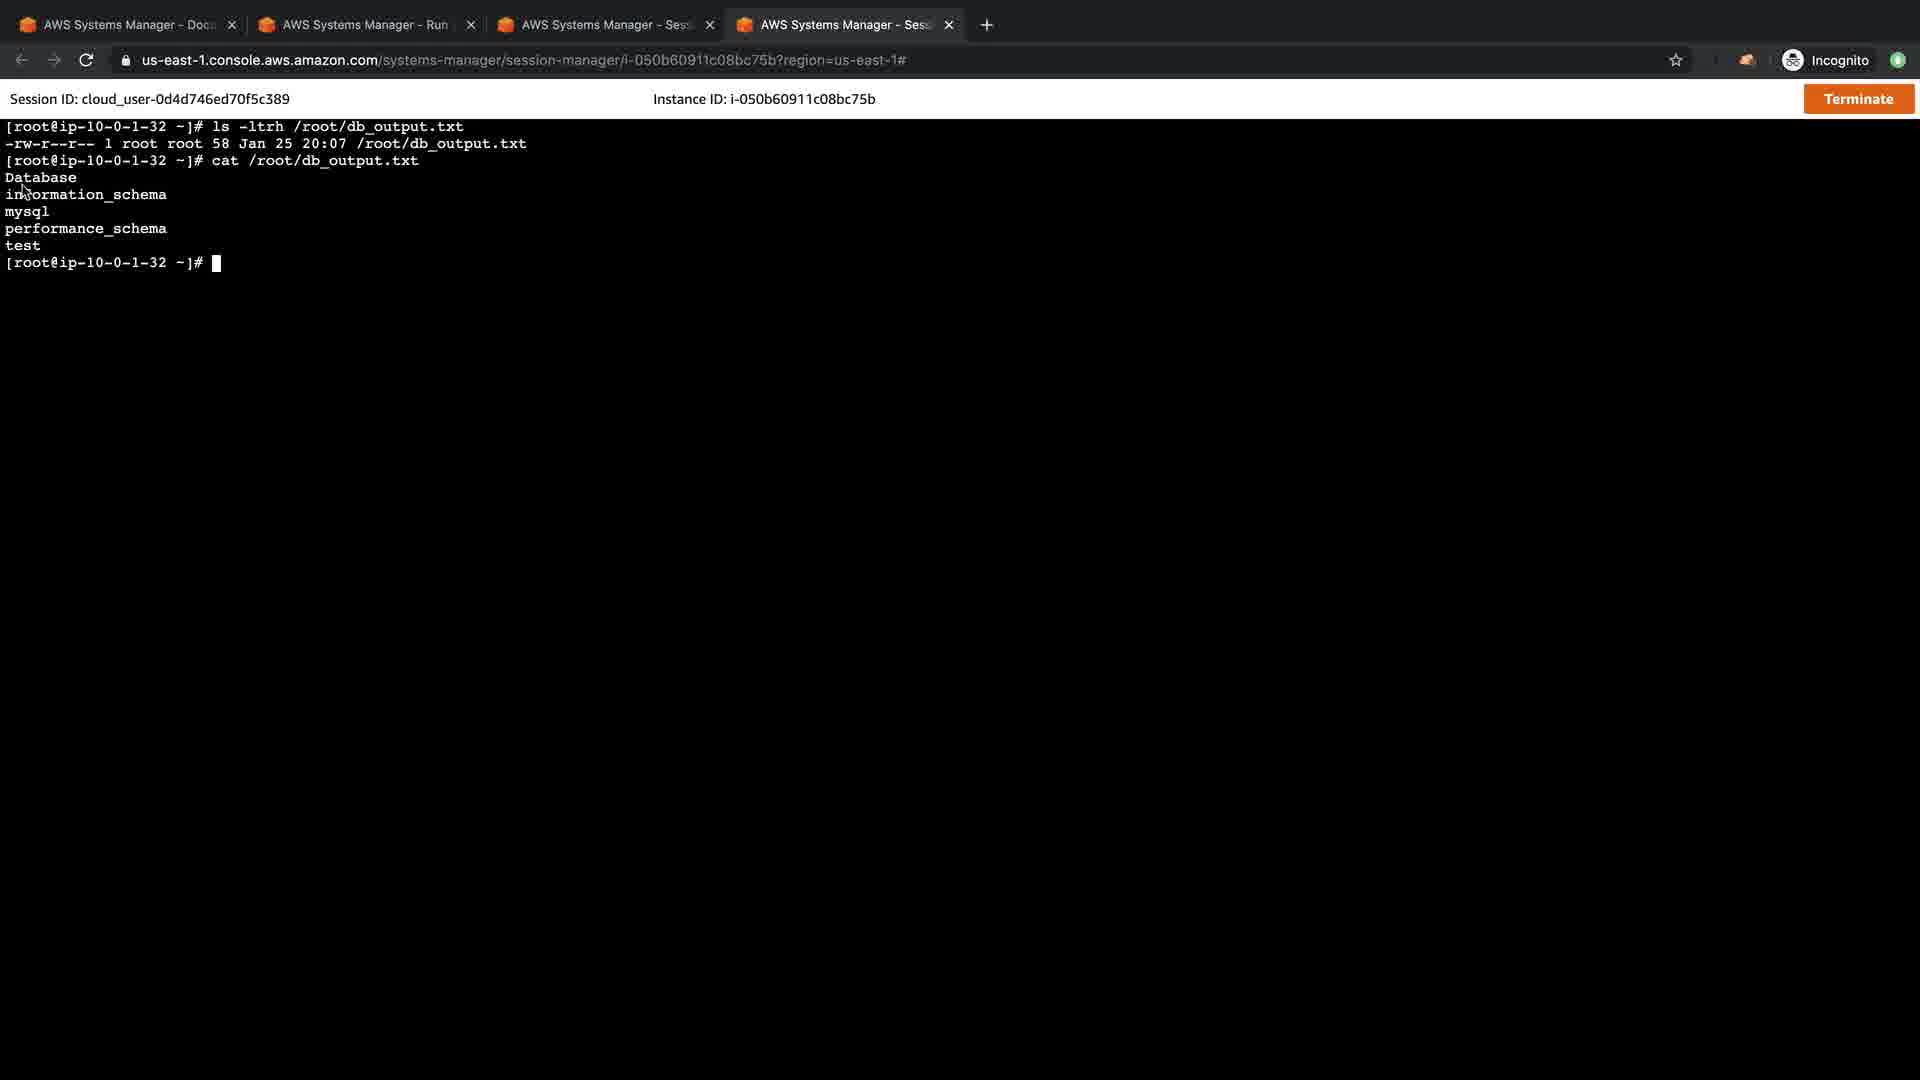 AWS Systems Manager - Docu
AWS Systems Manager - Run
AWS Systems Manager - Sess
AWS Systems Manager - Sess
us-east-1.console.aws.amazon.com/systems-manager/session-manager/i-050b60911c08bc75b?region=us-east-1#
Incognito
Session ID: cloud_user-0d4d746ed70f5c389
Instance ID: i-050b60911c08bc75b
Terminate
[root@ip-10-0-1-32 ~]# ls -ltrh /root/db_output.txt
-rw-r--r-- 1 root root 58 Jan 25 20:07 /root/db_output.txt
[root@ip-10-0-1-32 ~]# cat /root/db_output.txt
Database
information_schema
mysql
performance_schema
test
[root@ip-10-0-1-32 ~]#